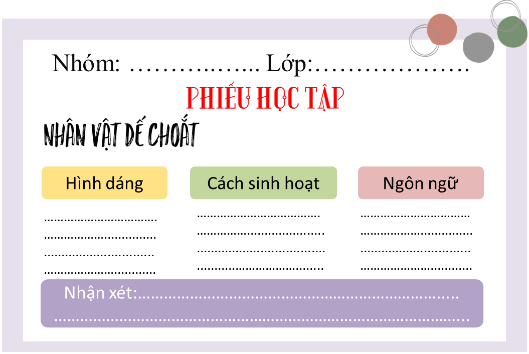 Nhóm: ………..…….. Lớp:………………….
PHIẾU HỌC TẬP
NHÂN VẬT DẾ CHOẮT
Hình dáng
Cách sinh hoạt
Ngôn ngữ
....................................
....................................
....................................
....................................
....................................
....................................
....................................
....................................
....................................
....................................
....................................
....................................
Nhận xét:……………………………………………………………….
………………………………………………………………………………..